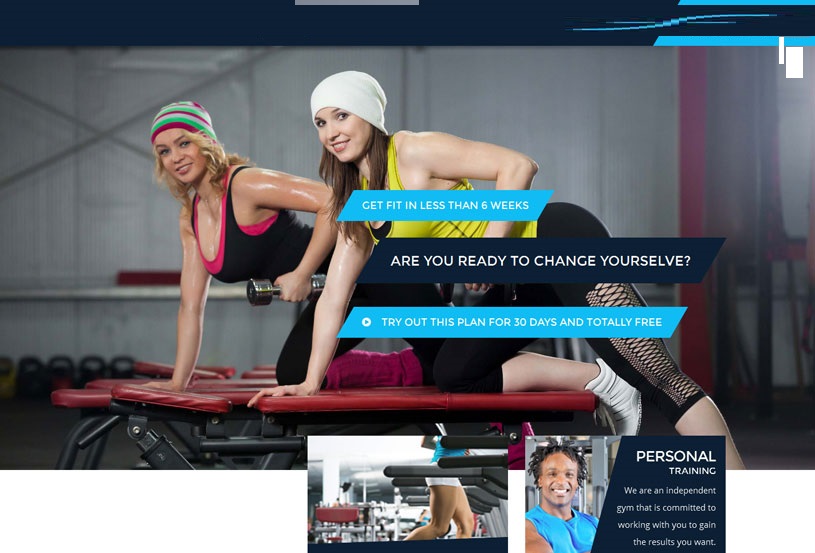 GET FIT IN LESS THAN 6 WEEKS
ARE YOU READY TO CHANGE YOURSELVE?
TRY OUT THIS PLAN FOR 30 DAYS AND TOTALLY FREE
PERSONAL
TRAINING
We are an independent
gym that is committed to
working with you to gain
the results you want.